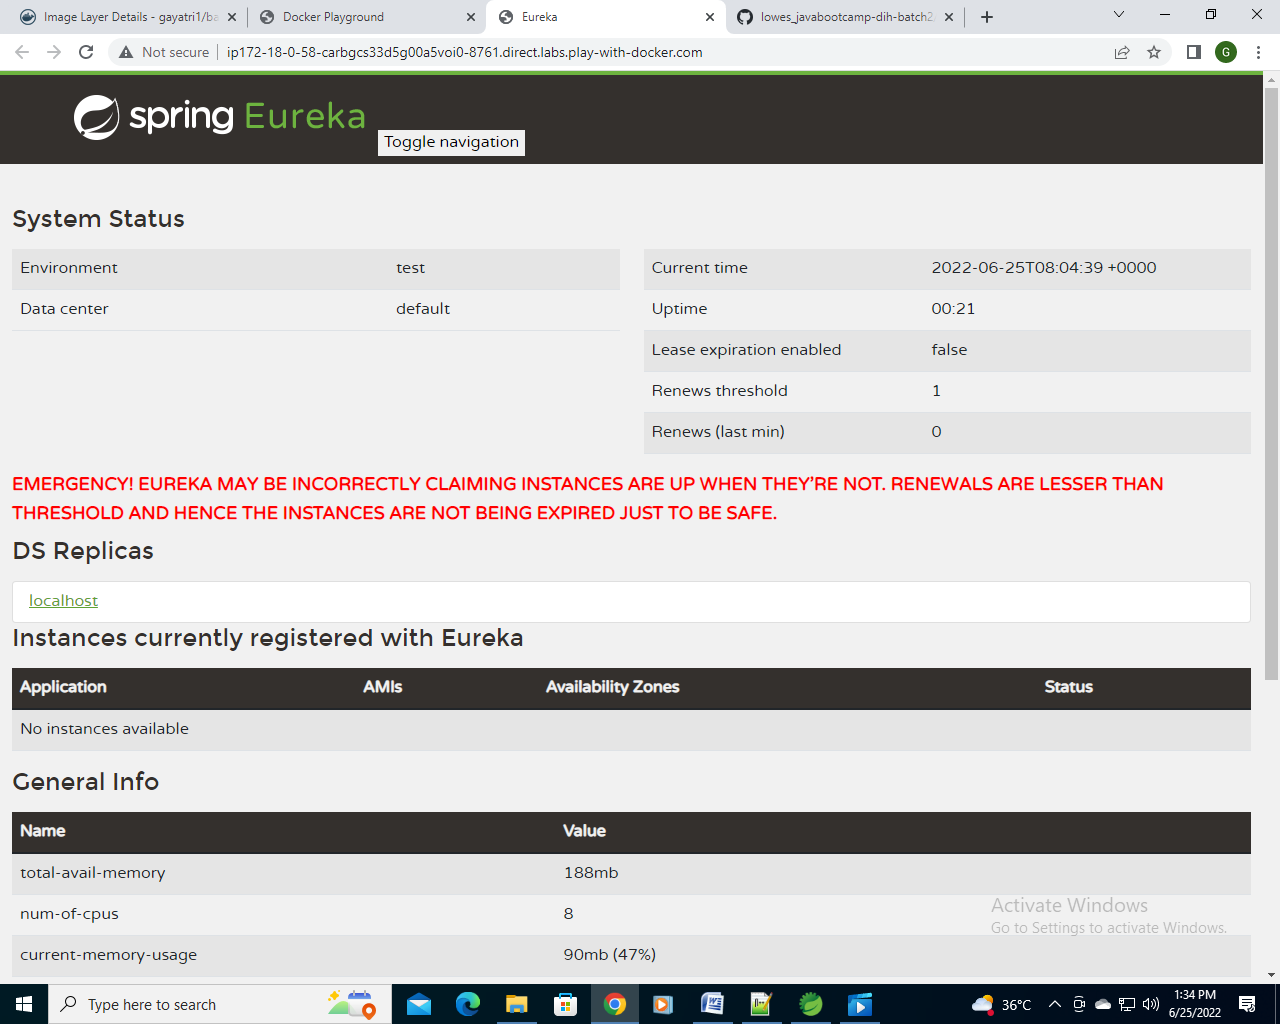 Image Layer Details - gayatri1/ba
Docker Playground
Eureka
lowes_javabootcamp-dih-batch2
Not secure
ip172-18-0-58-carbgcs33d5g00a5voi0-8761.direct.labs.play-with-docker.com
G
spring Eureka
Toggle navigation
System Status
Environment test
Data center default
Current time 2022-06-25T08:04:39 +0000
Uptime 00:21
Lease expiration enabled false
Renews threshold 1
Renews (last min) 0
EMERGENCY! EUREKA MAY BE INCORRECTLY CLAIMING INSTANCES ARE UP WHEN THEY'RE NOT. RENEWALS ARE LESSER THAN
THRESHOLD AND HENCE THE INSTANCES ARE NOT BEING EXPIRED JUST TO BE SAFE.
DS Replicas
localhost
Instances currently registered with Eureka
Application AMIs Availability Zones Status
No instances available
General Info
Name Value
total-avail-memory 188mb
num-of-cpus 8
current-memory-usage 90mb (47%)
Activate Windows
Go to Settings to activate Windows.
Type here to search
36°C
1:34 PM
6/25/2022